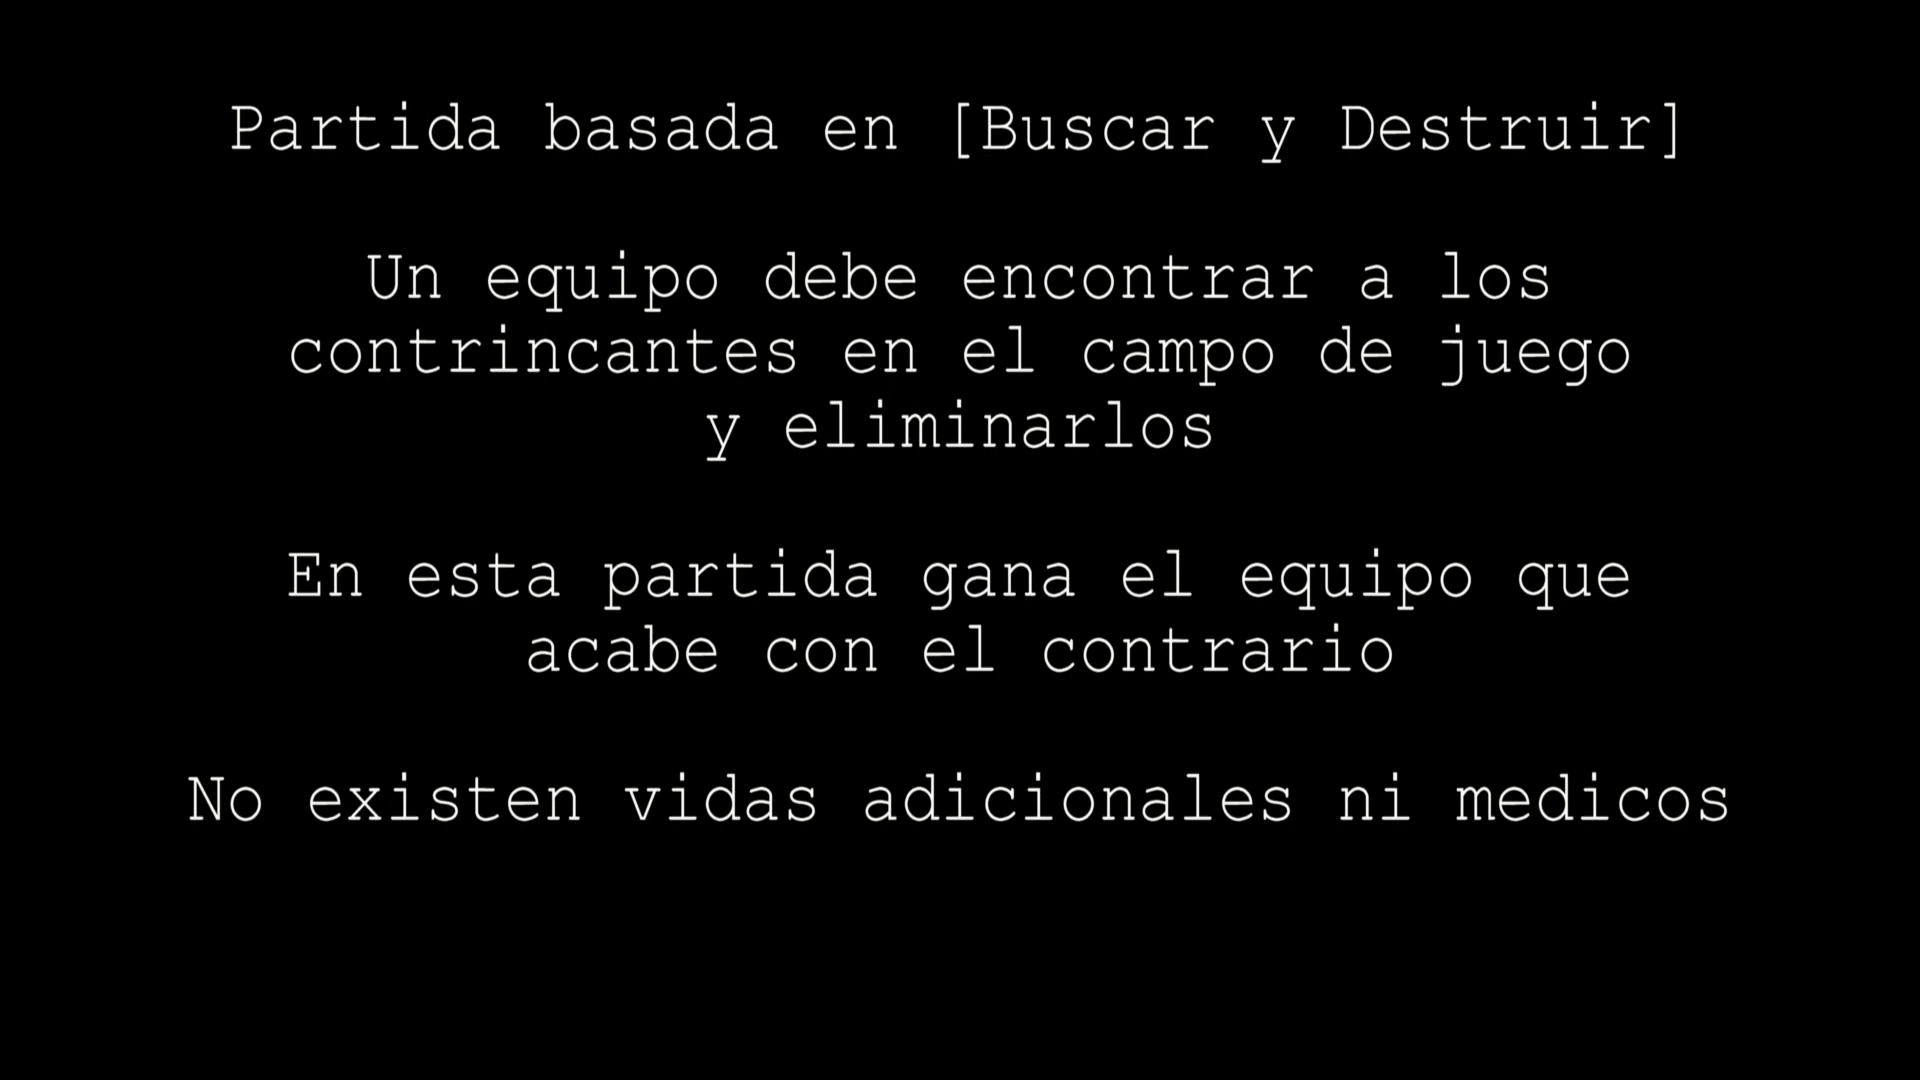 Partida basada en [Buscar y Destruir]
Un equipo debe encontrar a los
contrincantes en el campo de juego
y eliminarlos
En esta partida gana el equipo que
acabe con el contrario
No existen vidas adicionales ni medicos